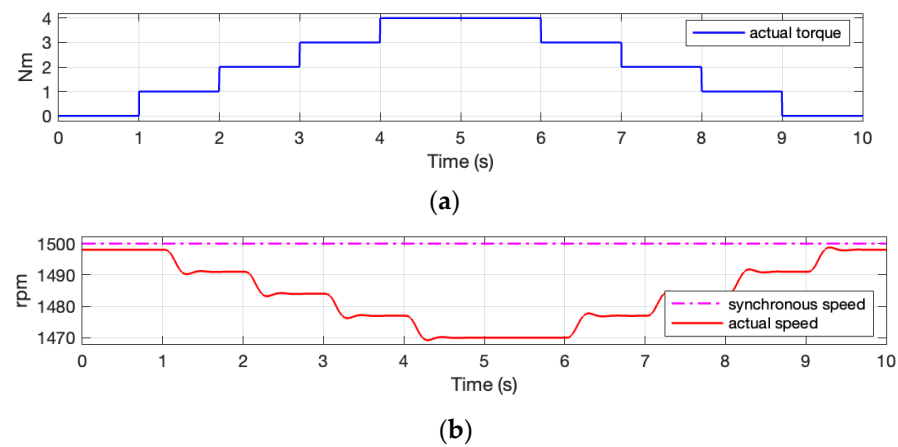 4
3
2
1
0
Nm
actual torque
0 1 2 3 4 5 6 7 8 9 10
Time (s)
(a)
1500
1490
1480
1470
rpm
synchronous speed
actual speed
0 1 2 3 4 5 6 7 8 9 10
Time (s)
(b)